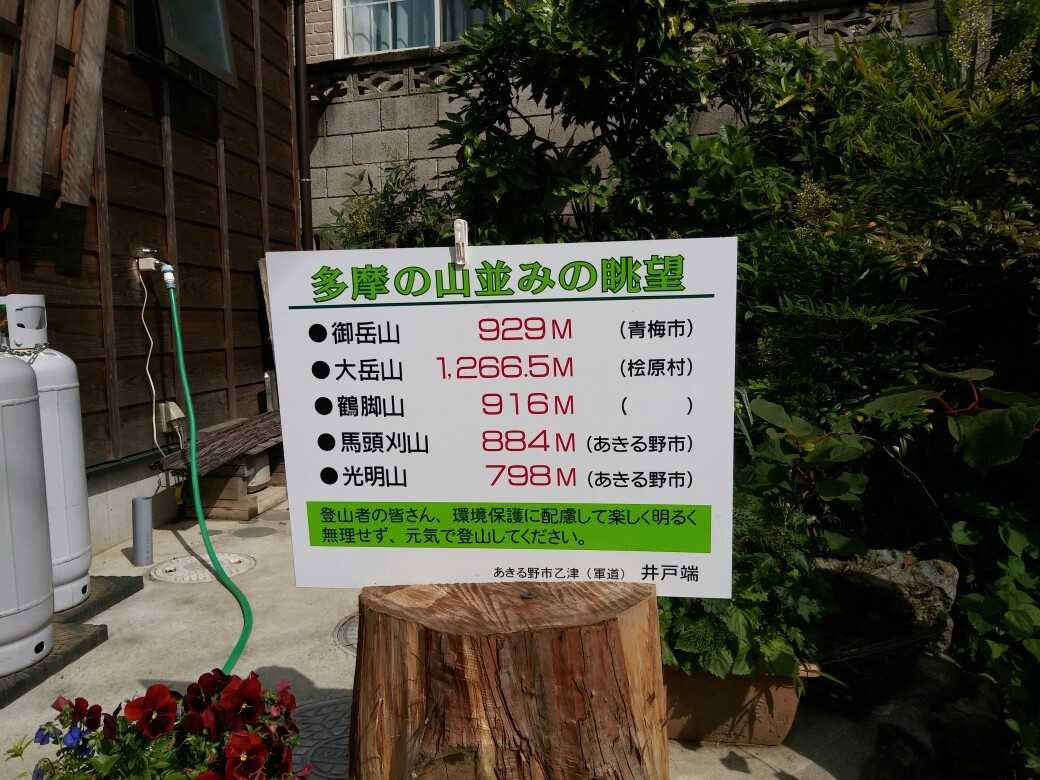 多摩の山並みの眺望
●御岳山 929M (青梅市)
●大岳山 1,266.5M (桧原村)
●鶴脚山 916M ( )
●馬頭刈山 884M (あきる野市)
●光明山 798M (あきる野市)
登山者の皆さん、環境保護に配慮して楽しく明るく
無理せず、元気で登山してください。
あきる野市乙津(軍道) 井戸端